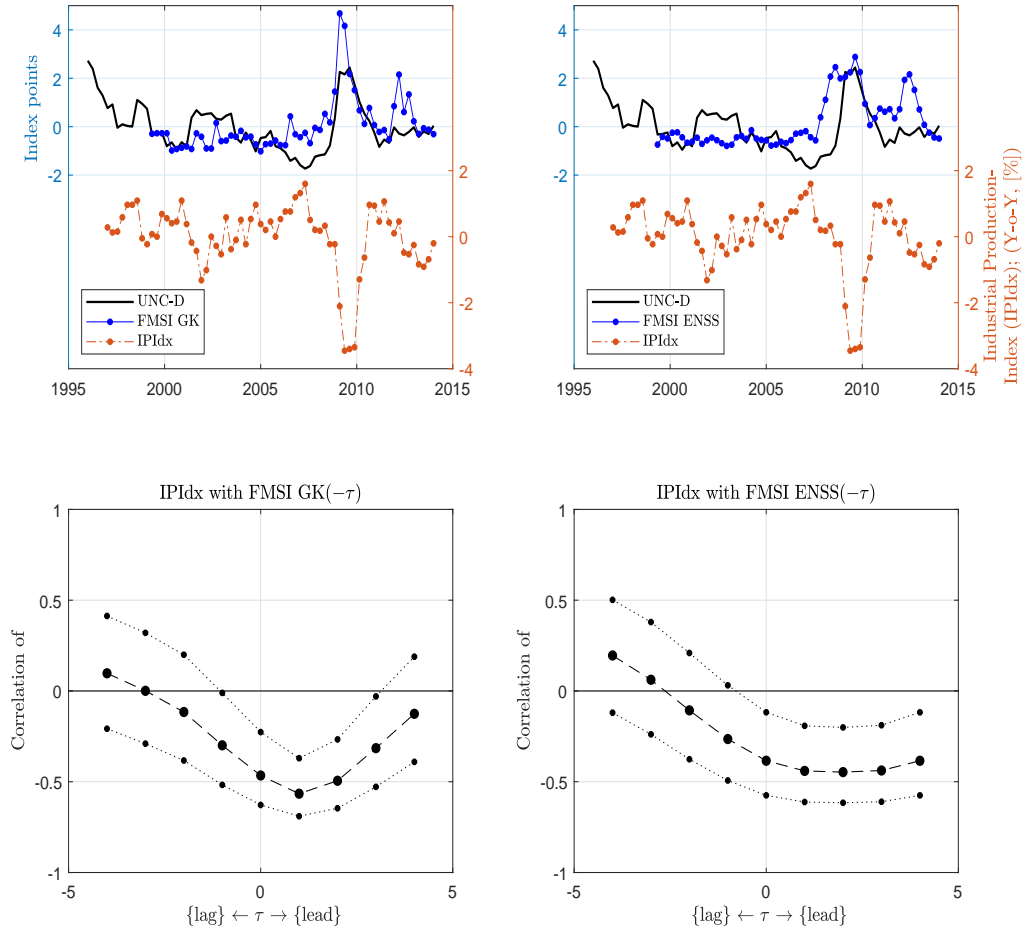 4
2
0
-2
Index points
2
0
-2
-4
UNC-D
FMSI GK
IPIdx
1995
2000
2005
2010
2015
4
2
0
-2
2
0
-2
-4
Industrial Production-
Index (IPIdx); (Y-o-Y, [%])
UNC-D
FMSI ENSS
IPIdx
1995
2000
2005
2010
2015
IPIdx with FMSI GK(−τ)
1
0.5
0
-0.5
-1
Correlation of
-5
0
5
{lag} ← τ → {lead}
IPIdx with FMSI ENSS(−τ)
1
0.5
0
-0.5
-1
Correlation of
-5
0
5
{lag} ← τ → {lead}